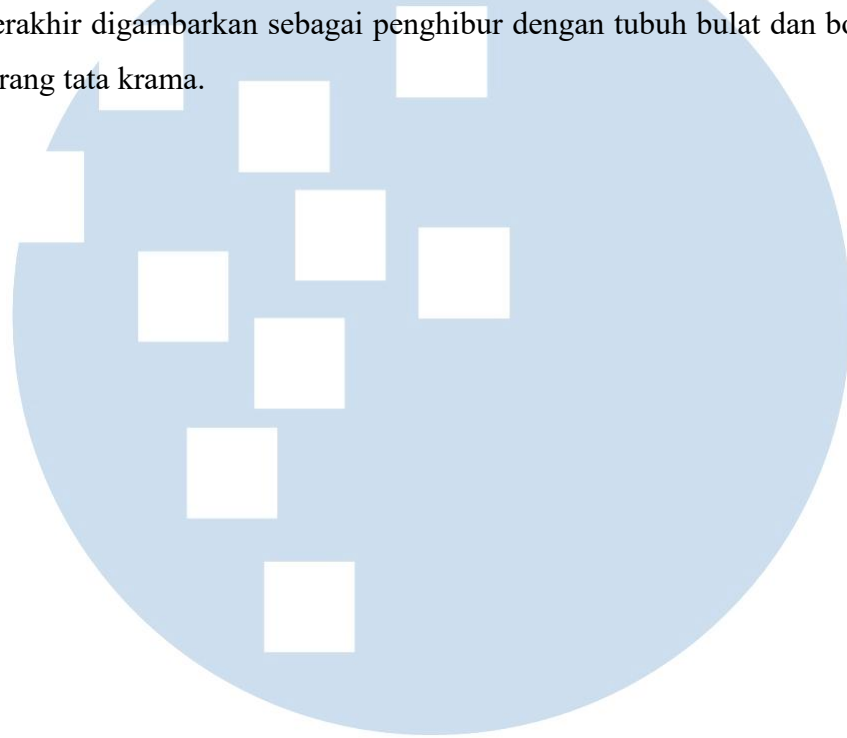 erakhir digambarkan sebagai penghibur dengan tubuh bulat dan bo
rang tata krama.